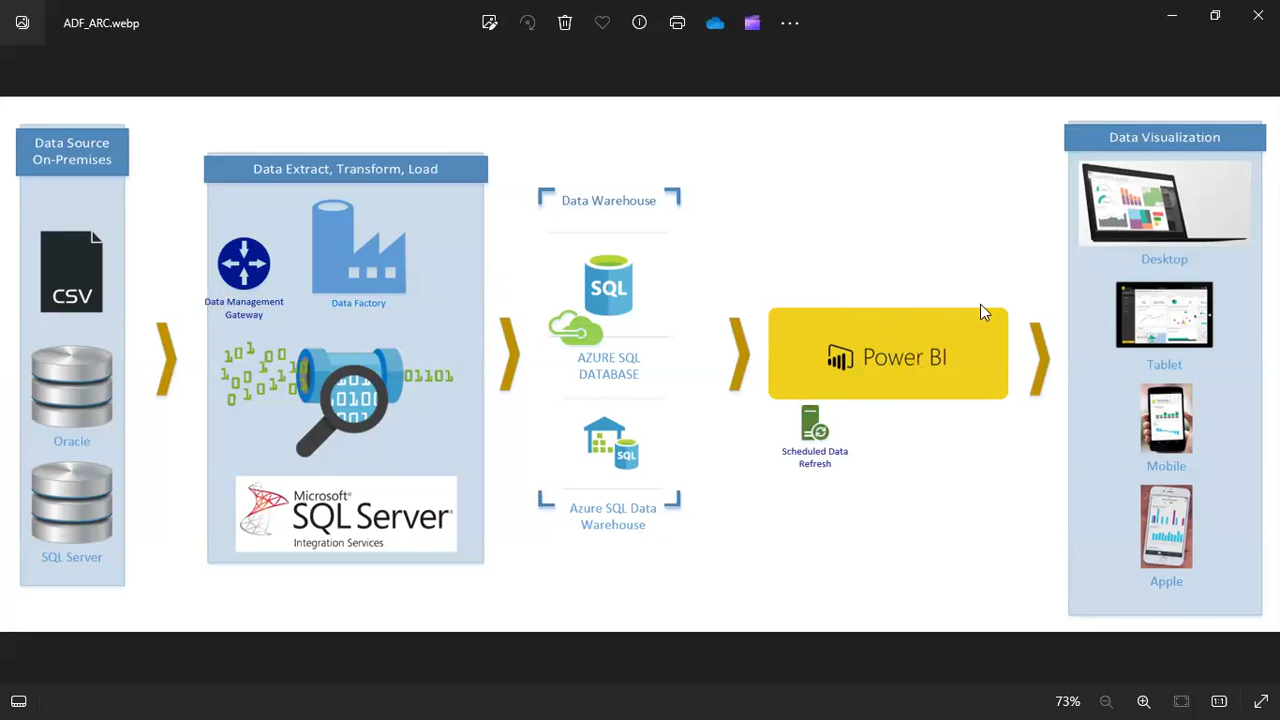 ADF_ARC.webp
Data Source
On-Premises
CSV
Oracle
SQL Server
Data Extract, Transform, Load
Data Management
Gateway
Data Factory
Microsoft®
SQL Server®
Integration Services
Data Warehouse
SQL
AZURE SQL
DATABASE
SQL
Azure SQL Data
Warehouse
Power BI
Scheduled Data
Refresh
Data Visualization
Desktop
Tablet
Mobile
Apple
73%
1:1